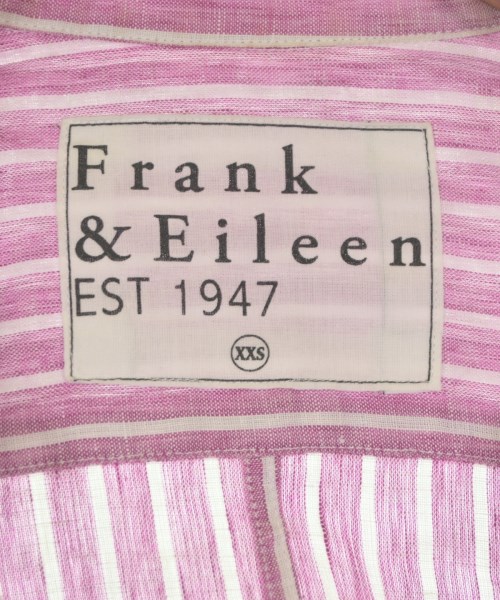 Frank
& Eileen
EST 1947
XXS